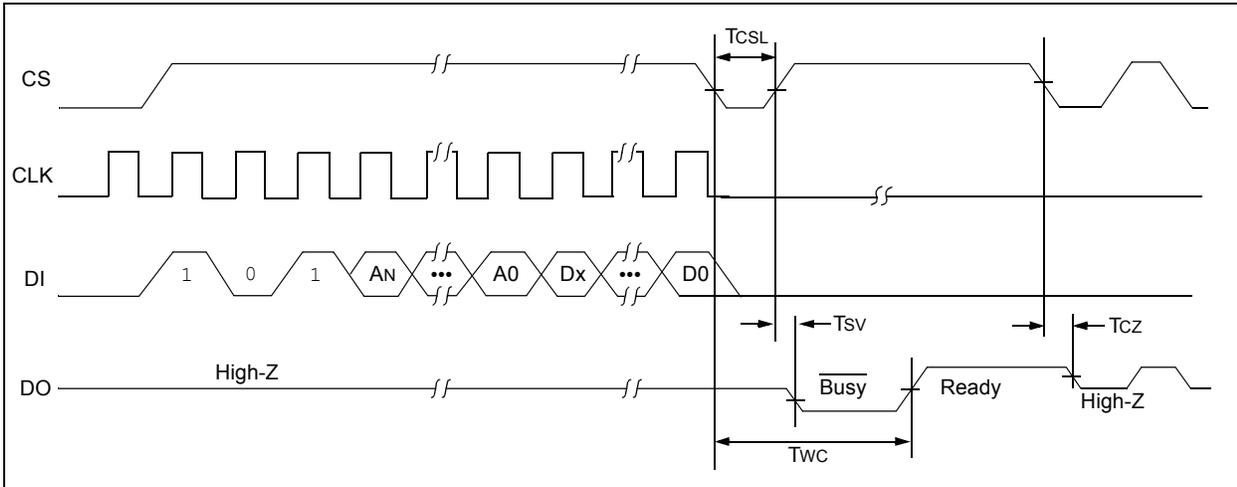 TCSL
CS
CLK
DI
1 0 1 AN ••• A0 Dx ••• D0
TSV
TCZ
DO
High-Z
Busy
Ready
High-Z
TWC